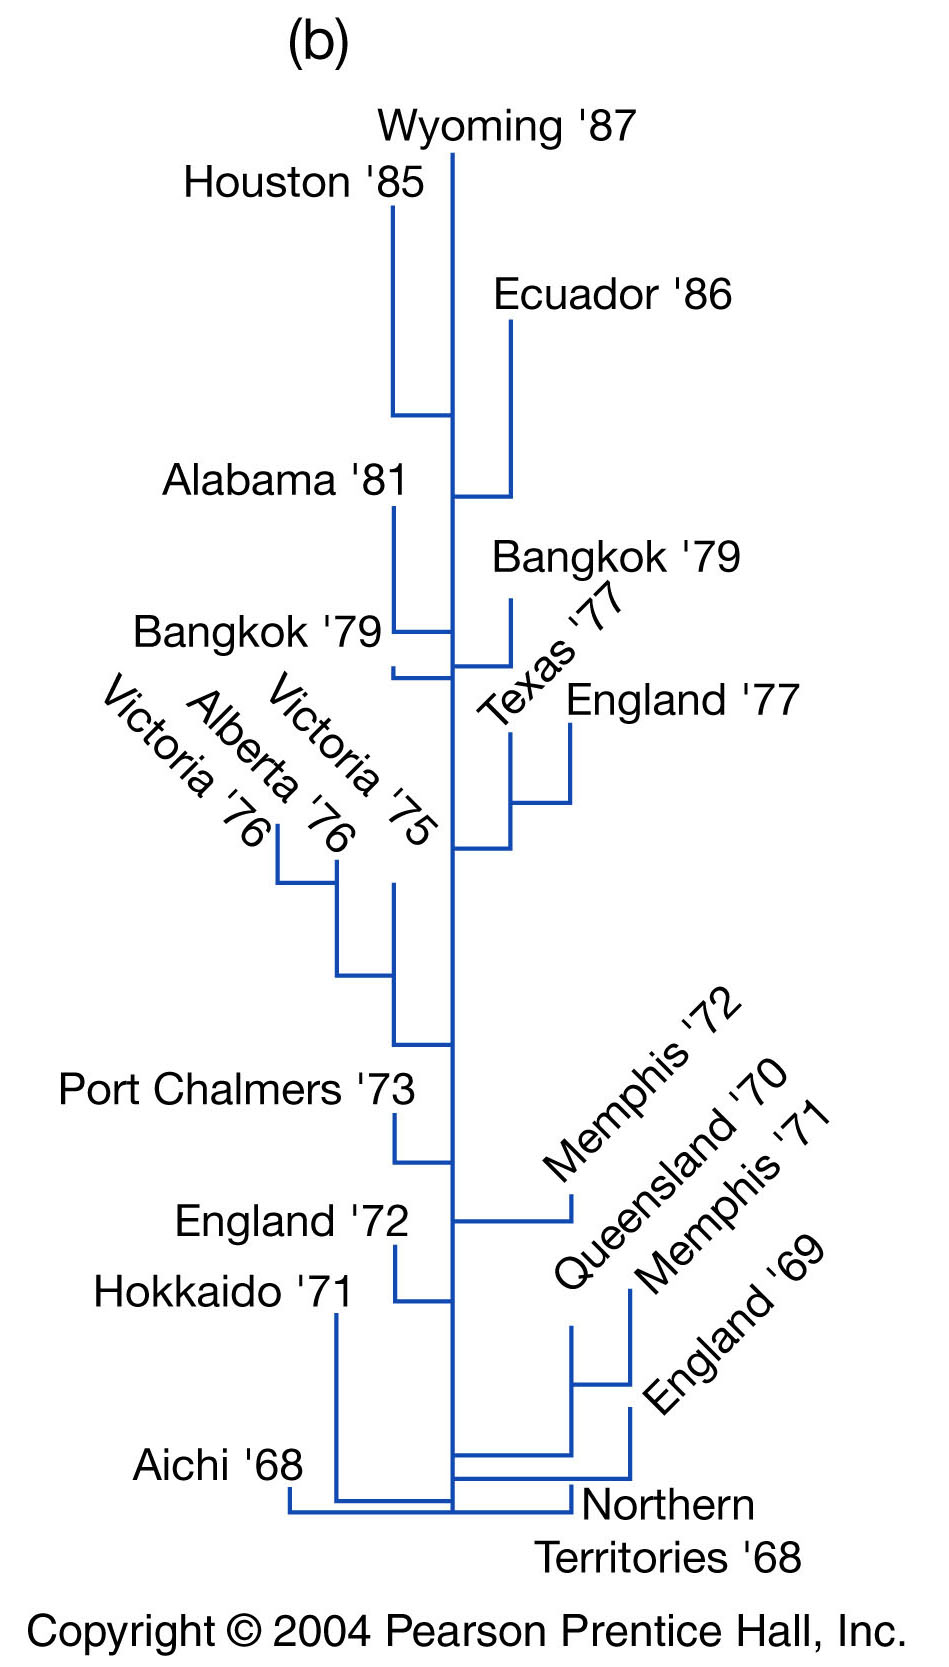 (b)
Wyoming '87
Houston '85
Ecuador '86
Alabama '81
Bangkok '79
Texas '77
Bangkok '79
England '77
Victoria '76
Alberta '76
Victoria '75
Memphis '72
Port Chalmers '73
Queensland '70
Memphis '71
England '72
England '69
Hokkaido '71
Aichi '68
Northern
Territories '68
Copyright © 2004 Pearson Prentice Hall, Inc.